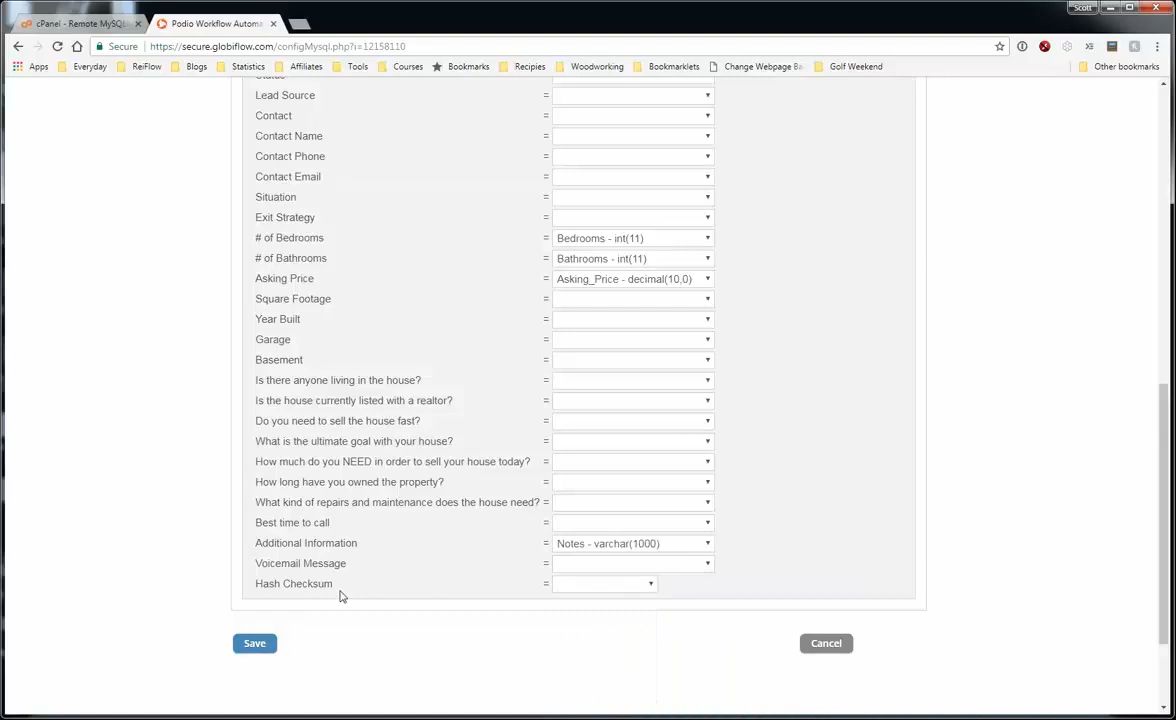 Scott
cPanel - Remote MySQL
Podio Workflow Automa
Secure https://secure.globiflow.com/configMysql.php?i=12158110
Apps Everyday ReiFlow Blogs Statistics Affiliates Tools Courses Bookmarks Recipies Woodworking Bookmarklets Change Webpage Ba Golf Weekend Other bookmarks
Status
Lead Source =
Contact =
Contact Name =
Contact Phone =
Contact Email =
Situation =
Exit Strategy =
# of Bedrooms = Bedrooms - int(11)
# of Bathrooms = Bathrooms - int(11)
Asking Price = Asking_Price - decimal(10,0)
Square Footage =
Year Built =
Garage =
Basement =
Is there anyone living in the house? =
Is the house currently listed with a realtor? =
Do you need to sell the house fast? =
What is the ultimate goal with your house? =
How much do you NEED in order to sell your house today? =
How long have you owned the property? =
What kind of repairs and maintenance does the house need? =
Best time to call =
Additional Information = Notes - varchar(1000)
Voicemail Message =
Hash Checksum =
Save Cancel